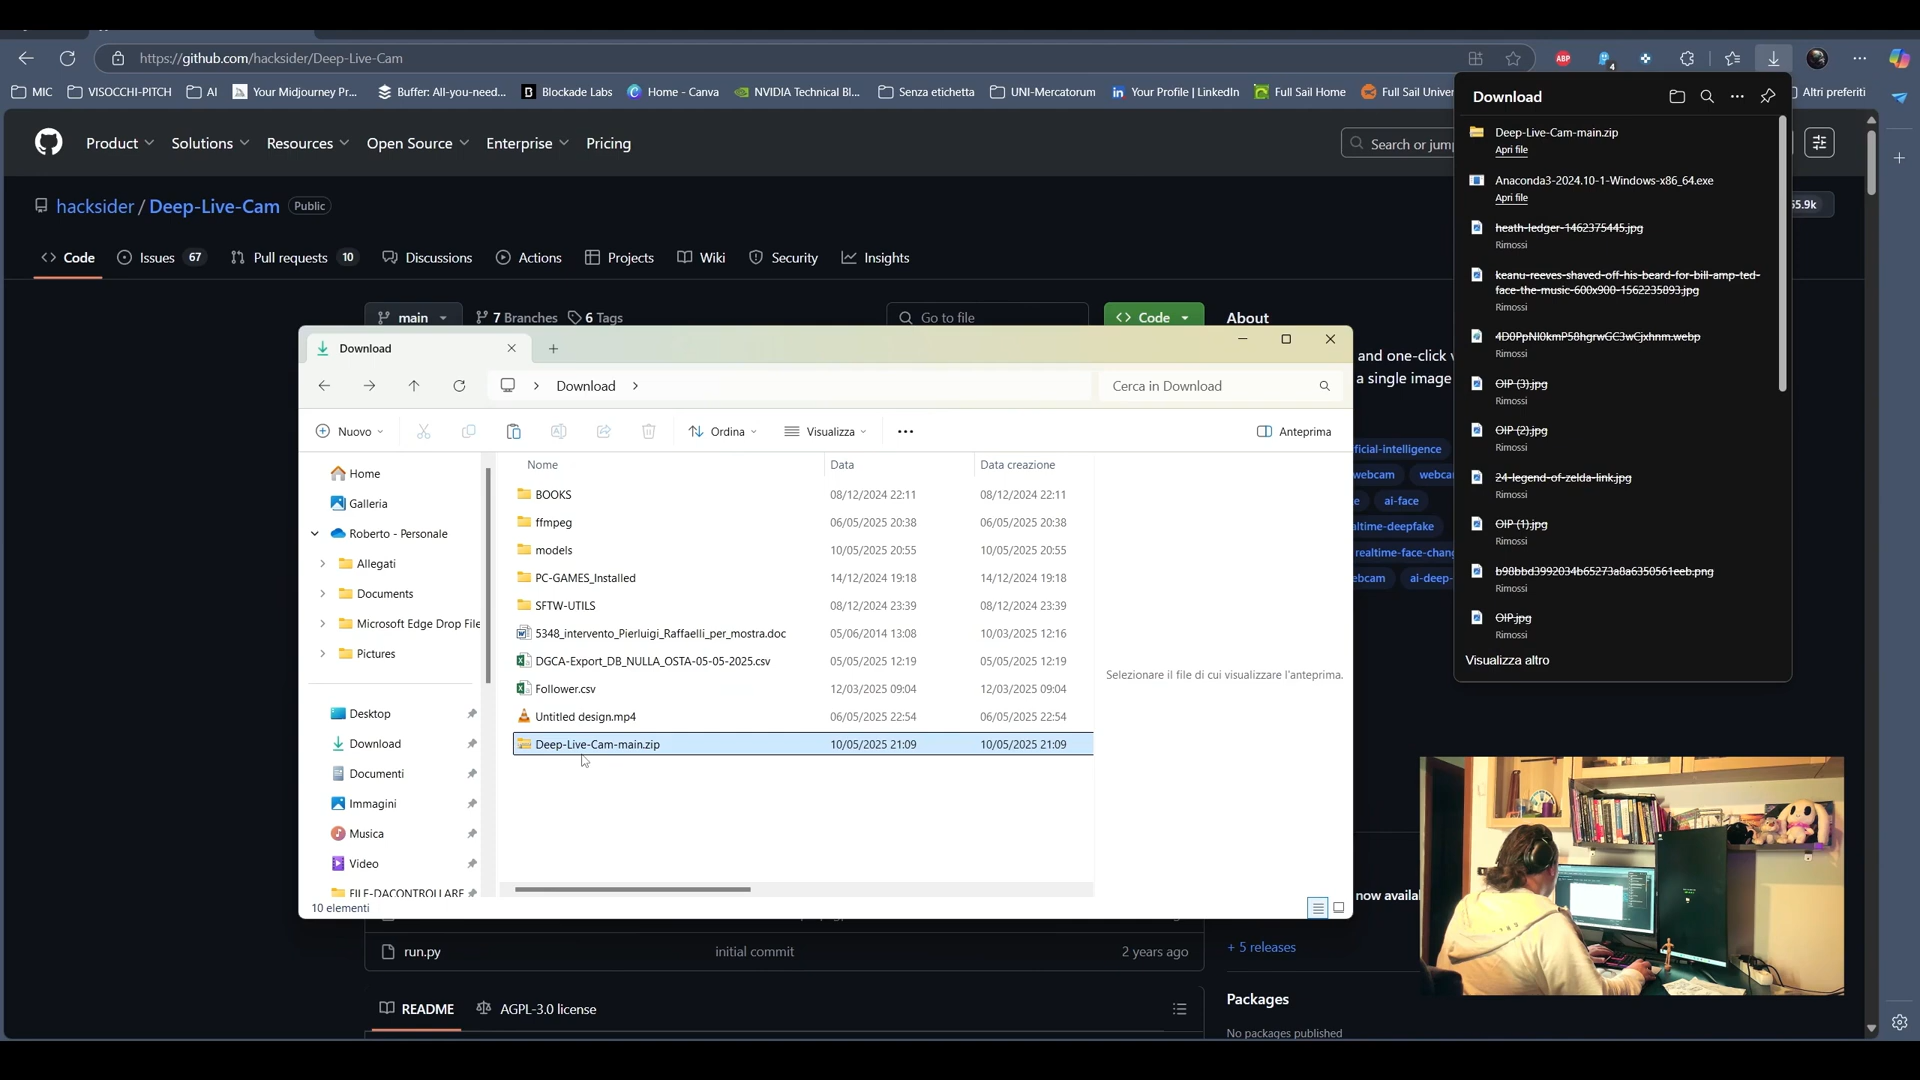 https://github.com/hacksider/Deep-Live-Cam
ABP
4
MIC
VISOCCHI-PITCH
AI
Your Midjourney Pr...
Buffer: All-you-need...
Blockade Labs
Home - Canva
NVIDIA Technical Bl...
Senza etichetta
UNI-Mercatorum
Your Profile | LinkedIn
Full Sail Home
Full Sail Univer
Altri preferiti
Product
Solutions
Resources
Open Source
Enterprise
Pricing
Search or jump
hacksider / Deep-Live-Cam
Public
55.9k
Code
Issues 67
Pull requests 10
Discussions
Actions
Projects
Wiki
Security
Insights
main
7 Branches
6 Tags
Go to file
Code
About
and one-click
a single image
ficial-intelligence
webcam
webca
ai-face
altime-deepfake
realtime-face-chang
ebcam
ai-deep-
now availa
+ 5 releases
Packages
No packages published
run.py
initial commit
2 years ago
README
AGPL-3.0 license
Download
Download
Cerca in Download
Nuovo
Ordina
Visualizza
Anteprima
Home
Galleria
Roberto - Personale
Allegati
Documents
Microsoft Edge Drop File
Pictures
Desktop
Download
Documenti
Immagini
Musica
Video
FILE-DACONTROLLARE
Nome Data Data creazione
BOOKS 08/12/2024 22:11 08/12/2024 22:11
ffmpeg 06/05/2025 20:38 06/05/2025 20:38
models 10/05/2025 20:55 10/05/2025 20:55
PC-GAMES_Installed 14/12/2024 19:18 14/12/2024 19:18
SFTW-UTILS 08/12/2024 23:39 08/12/2024 23:39
5348_intervento_Pierluigi_Raffaelli_per_mostra.doc 05/06/2014 13:08 10/03/2025 12:16
DGCA-Export_DB_NULLA_OSTA-05-05-2025.csv 05/05/2025 12:19 05/05/2025 12:19
Follower.csv 12/03/2025 09:04 12/03/2025 09:04
Untitled design.mp4 06/05/2025 22:54 06/05/2025 22:54
Deep-Live-Cam-main.zip 10/05/2025 21:09 10/05/2025 21:09
Selezionare il file di cui visualizzare l'anteprima.
10 elementi
Download
Deep-Live-Cam-main.zip
Apri file
Anaconda3-2024.10-1-Windows-x86_64.exe
Apri file
heath-ledger-1462375445.jpg
Rimossi
keanu-reeves-shaved-off-his-beard-for-bill-amp-ted-
face-the-music-600x900-1562235893.jpg
Rimossi
4D0PpNI0kmP58hgrwGC3wCjxhnm.webp
Rimossi
OIP (3).jpg
Rimossi
OIP (2).jpg
Rimossi
24-legend-of-zelda-link.jpg
Rimossi
OIP (1).jpg
Rimossi
b98bbd3992034b65273a8a6350561eeb.png
Rimossi
OIP.jpg
Rimossi
Visualizza altro